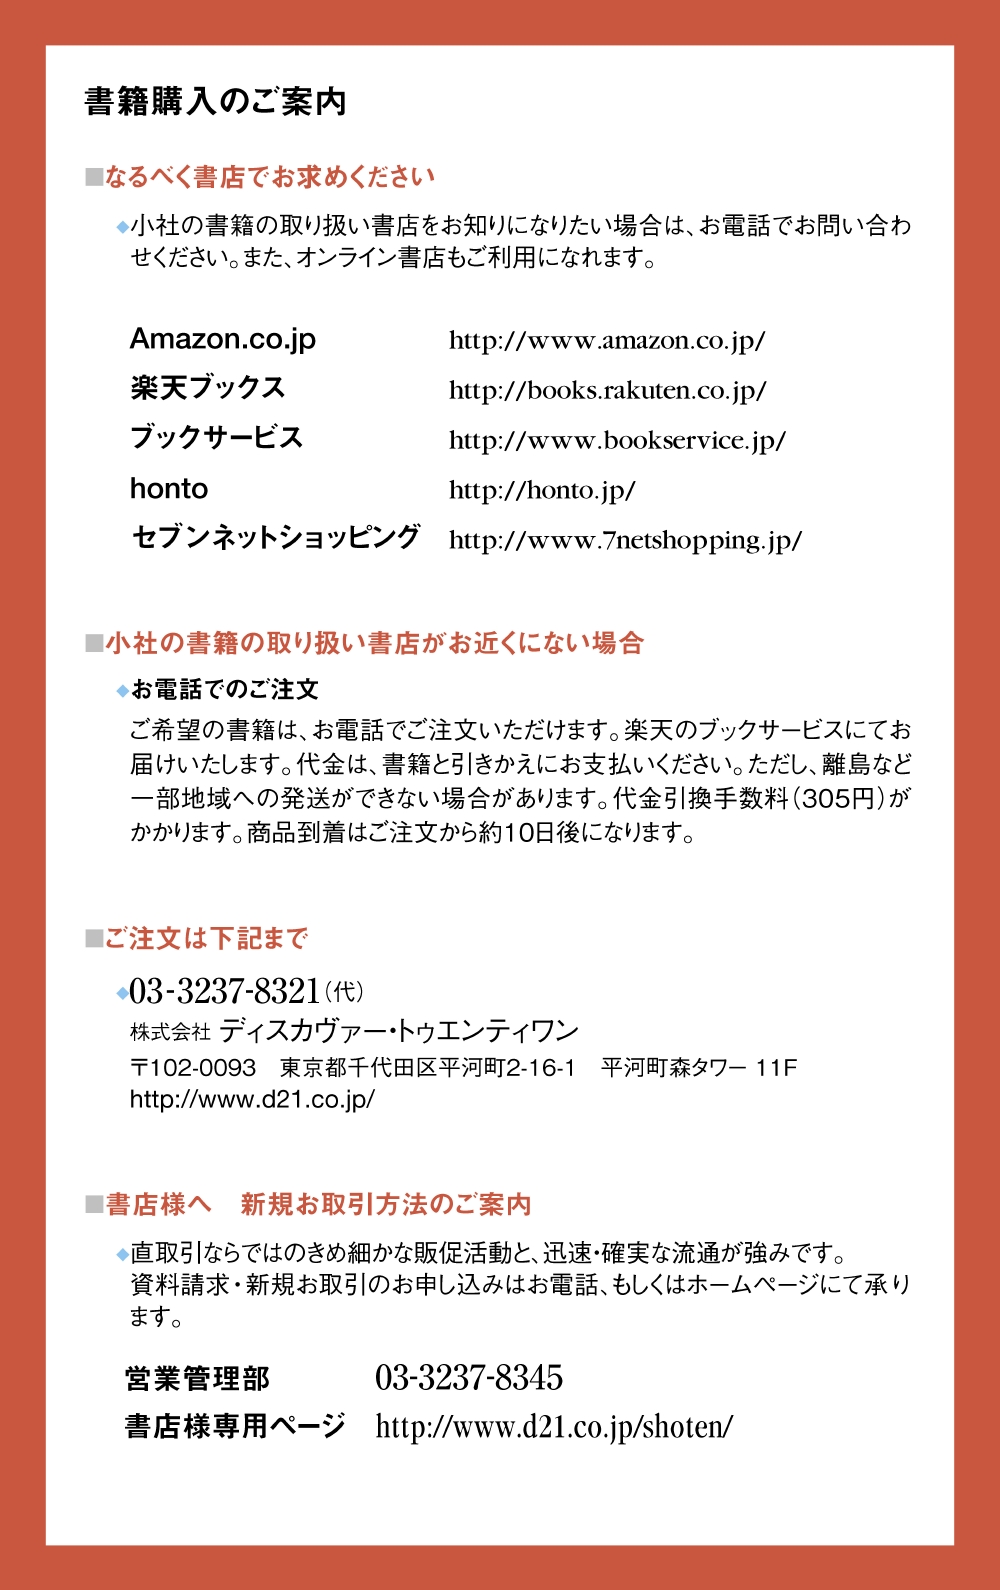 書籍購入のご案内
■なるべく書店でお求めください
◆小社の書籍の取り扱い書店をお知りになりたい場合は、お電話でお問い合わ
せください。また、オンライン書店もご利用になれます。
Amazon.co.jp http://www.amazon.co.jp/
楽天ブックス http://books.rakuten.co.jp/
ブックサービス http://www.bookservice.jp/
honto http://honto.jp/
セブンネットショッピング http://www.7netshopping.jp/
■小社の書籍の取り扱い書店がお近くにない場合
◆お電話でのご注文
ご希望の書籍は、お電話でご注文いただけます。楽天のブックサービスにてお
届けいたします。代金は、書籍と引きかえにお支払いください。ただし、離島など
一部地域への発送ができない場合があります。代金引換手数料（305円）が
かかります。商品到着はご注文から約10日後になります。
■ご注文は下記まで
◆03-3237-8321（代）
株式会社 ディスカヴァー・トゥエンティワン
〒102-0093　東京都千代田区平河町2-16-1　平河町森タワー 11F
http://www.d21.co.jp/
■書店様へ　新規お取引方法のご案内
◆直取引ならではのきめ細かな販促活動と、迅速・確実な流通が強みです。
資料請求・新規お取引のお申し込みはお電話、もしくはホームページにて承り
ます。
営業管理部 03-3237-8345
書店様専用ページ http://www.d21.co.jp/shoten/